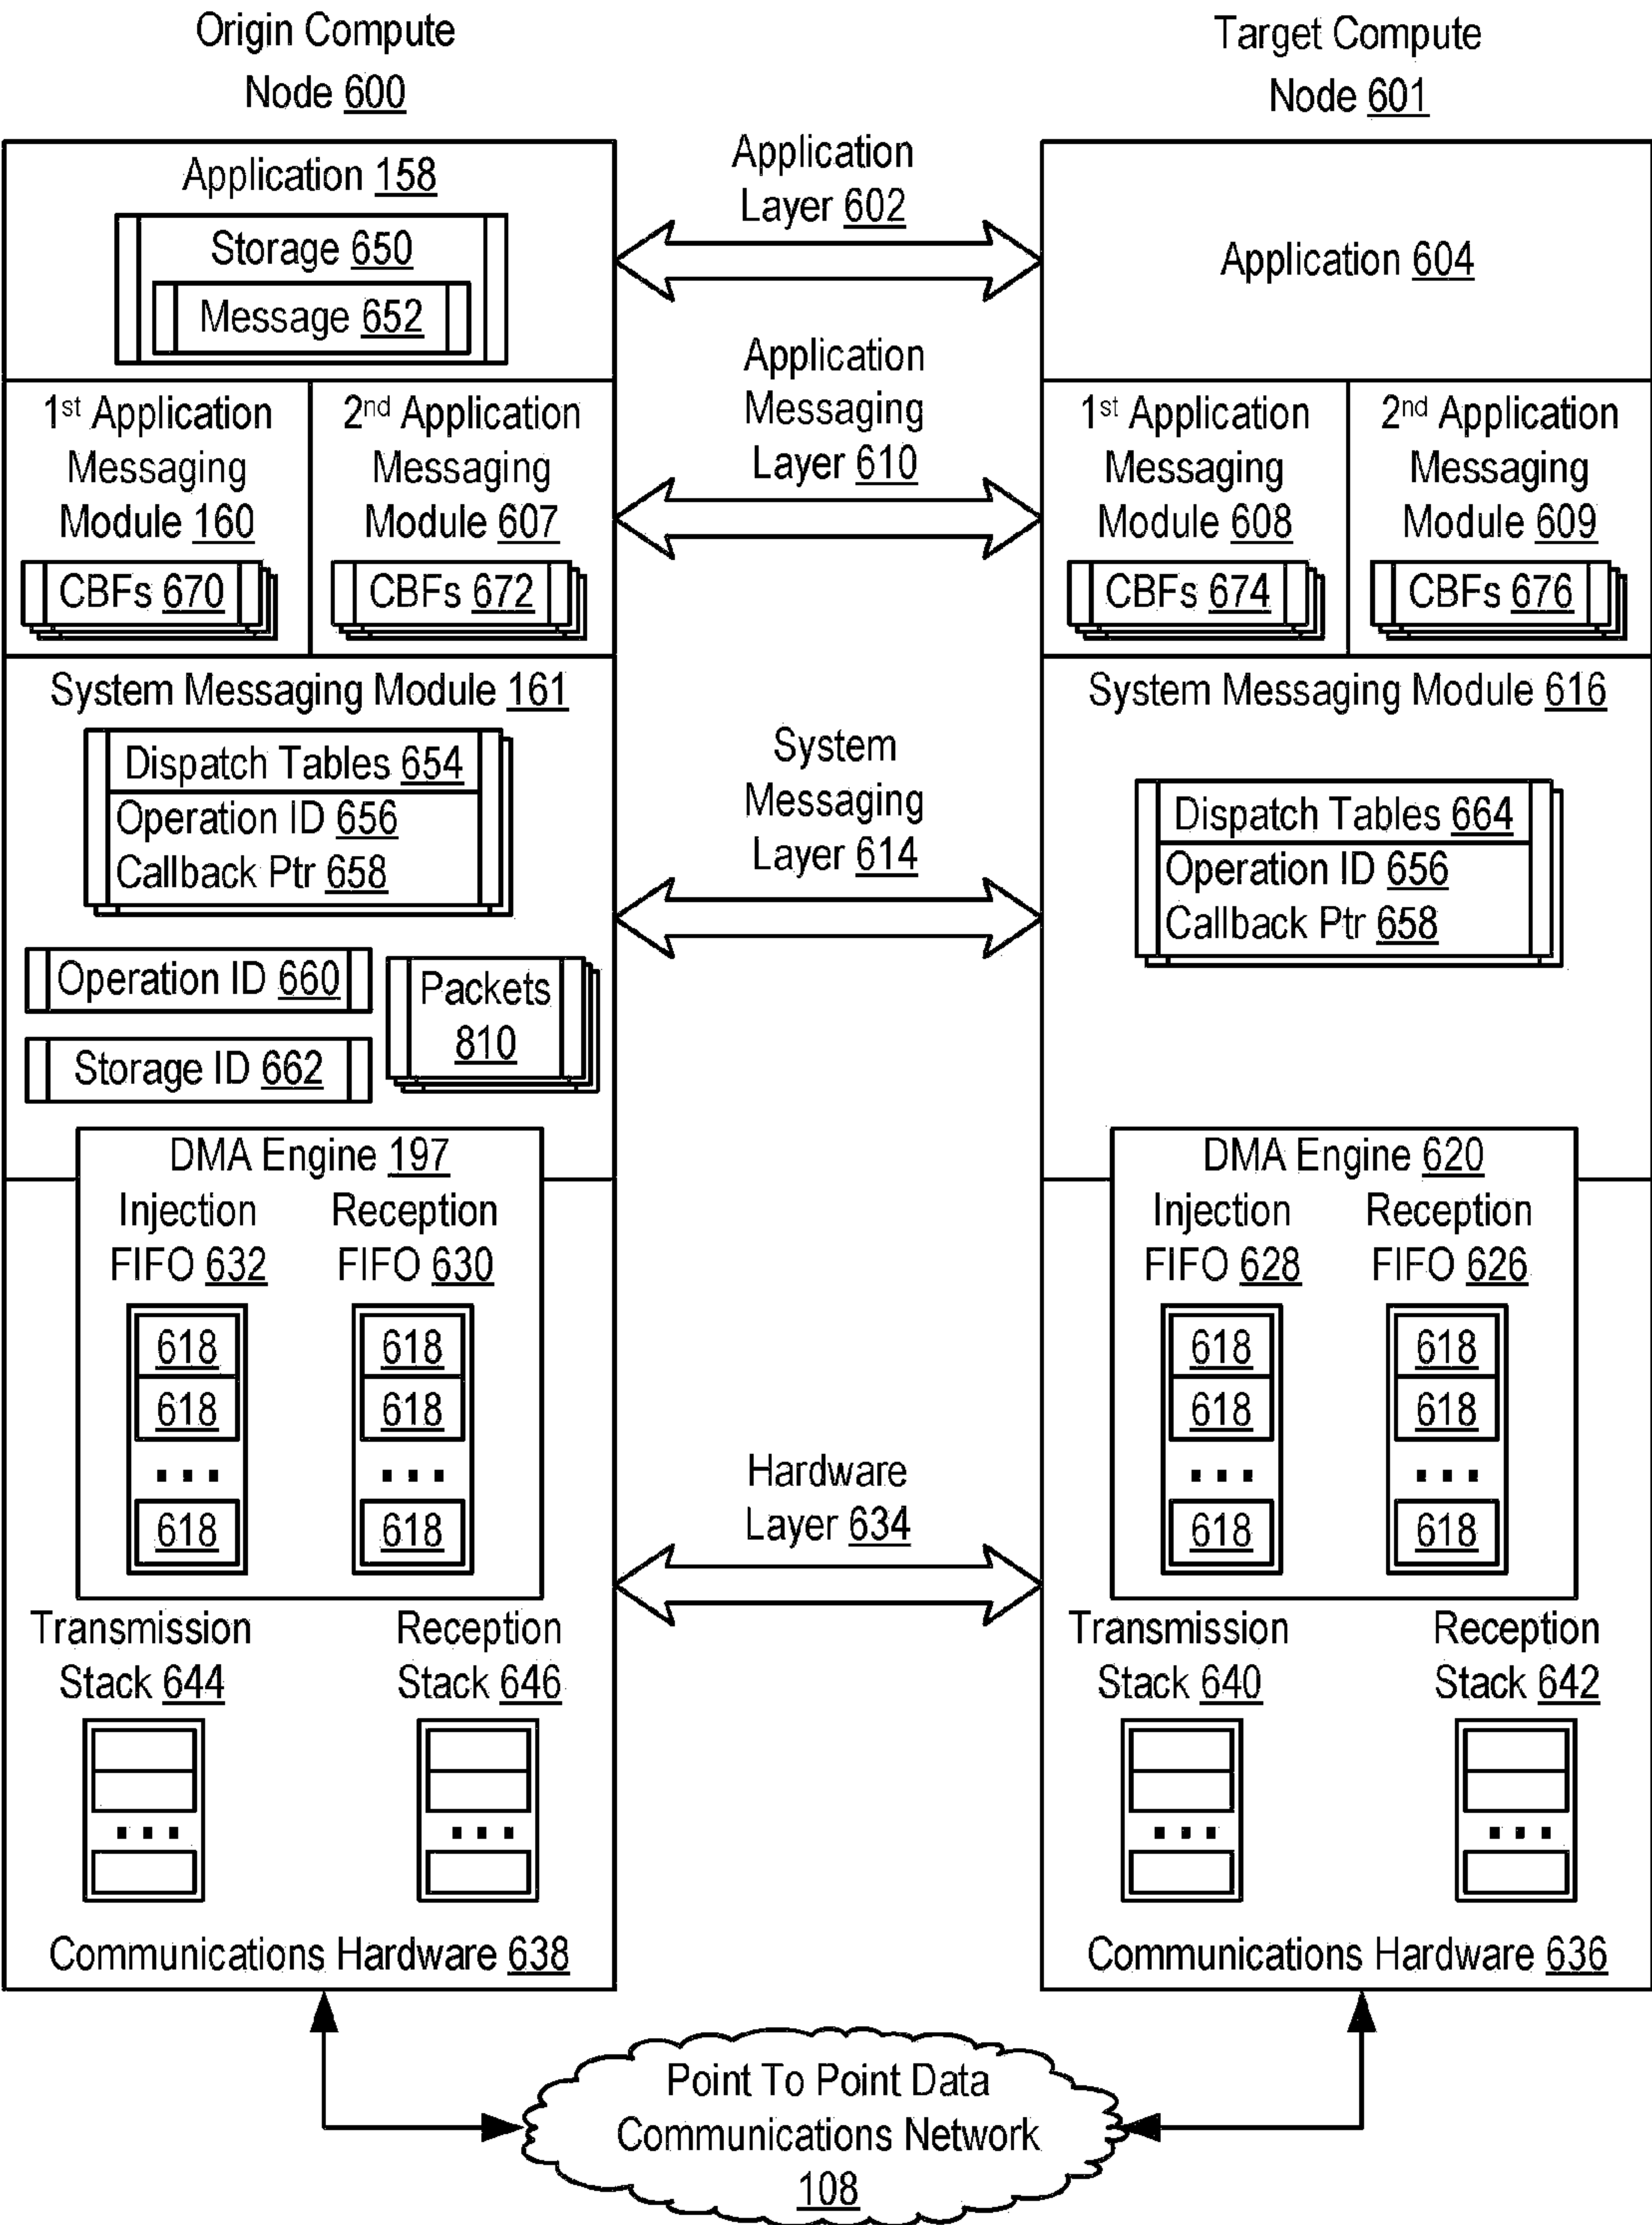 Origin Compute
Node 600
Target Compute
Node 601
Application 158
Storage 650
Message 652
Application
Layer 602
Application 604
1st Application
Messaging
Module 160
CBFs 670
2nd Application
Messaging
Module 607
CBFs 672
Application
Messaging
Layer 610
1st Application
Messaging
Module 608
CBFs 674
2nd Application
Messaging
Module 609
CBFs 676
System Messaging Module 161
Dispatch Tables 654
Operation ID 656
Callback Ptr 658
Operation ID 660
Storage ID 662
Packets
810
System
Messaging
Layer 614
System Messaging Module 616
Dispatch Tables 664
Operation ID 656
Callback Ptr 658
DMA Engine 197
Injection
FIFO 632
618
618
...
618
Reception
FIFO 630
618
618
...
618
Hardware
Layer 634
DMA Engine 620
Injection
FIFO 628
618
618
...
618
Reception
FIFO 626
618
618
...
618
Transmission
Stack 644
...
Reception
Stack 646
...
Communications Hardware 638
Transmission
Stack 640
...
Reception
Stack 642
...
Communications Hardware 636
Point To Point Data
Communications Network
108